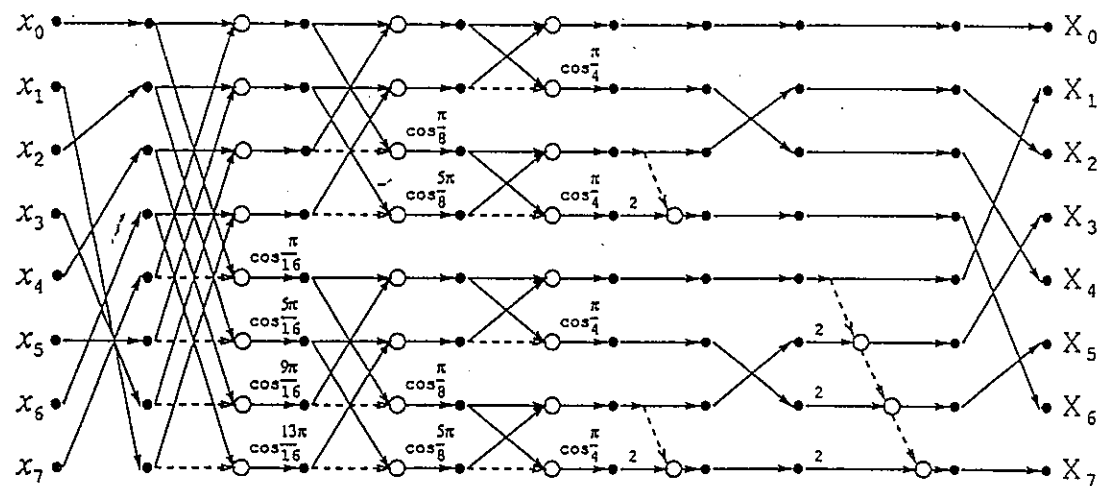 x₀ X₀
cos π/4
x₁ X₁
cos π/8
x₂ X₂
cos 5π/8 cos π/4 2
x₃ X₃
cos π/16
x₄ X₄
cos 5π/16 cos π/4 2
x₅ X₅
cos 9π/16 cos π/8 2
x₆ X₆
cos 13π/16 cos 5π/8 cos π/4 2 2
x₇ X₇